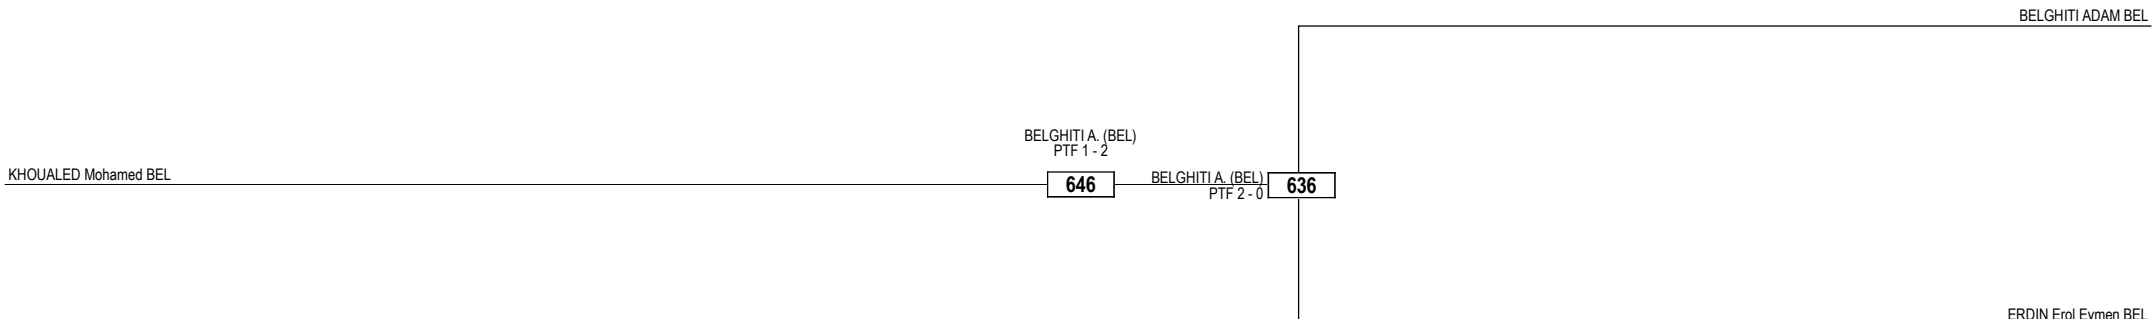 BELGHITI ADAM BEL
BELGHITI A. (BEL)
PTF 1 - 2
KHOUALED Mohamed BEL
646
BELGHITI A. (BEL)
PTF 2 - 0
636
ERDIN Erol Eymen BEL